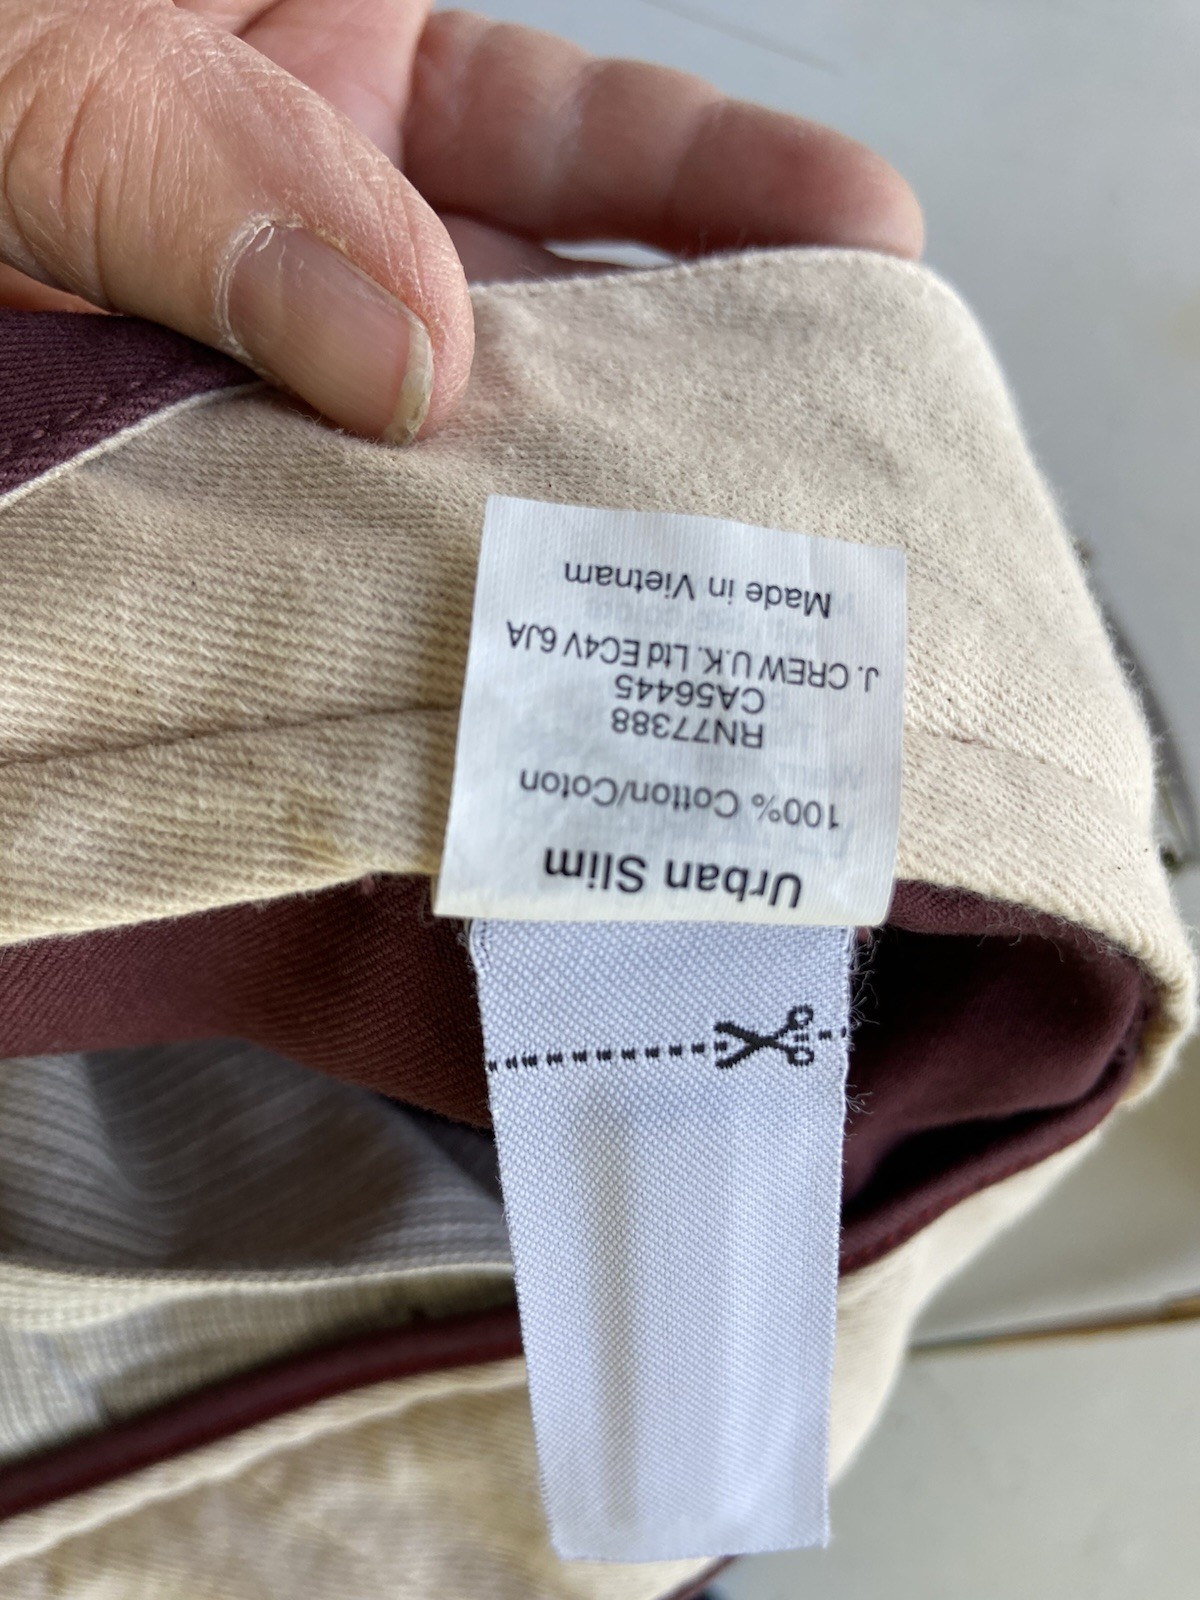 Urban Slim
100% Cotton/Coton
RN77388
CA56445
J. CREW U.K. Ltd EC4V 6JA
Made in Vietnam